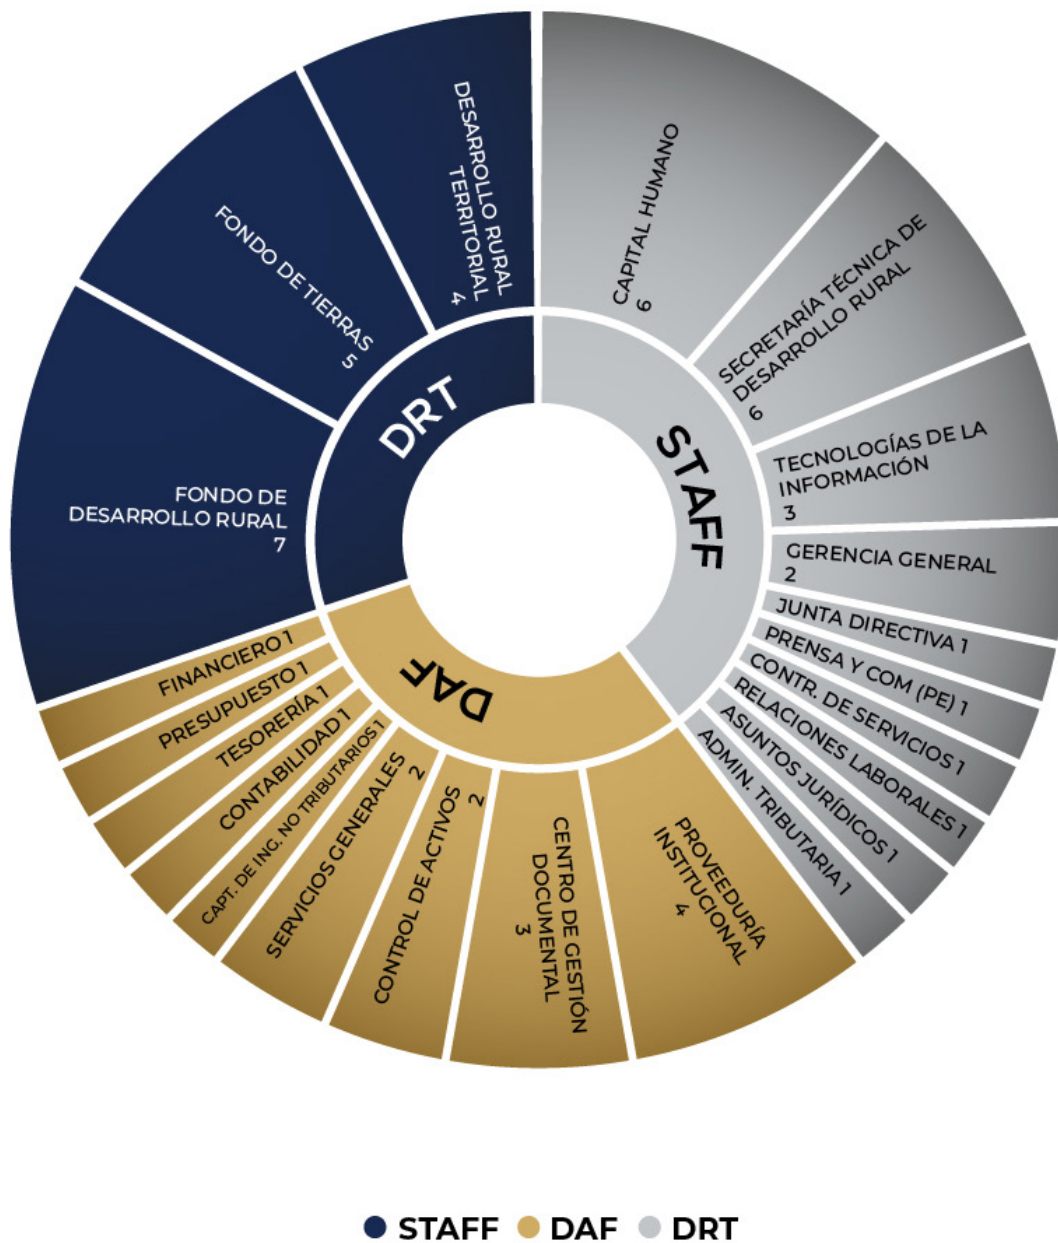 DESARROLLO RURAL
TERRITORIAL
4
FONDO DE TIERRAS
5
FONDO DE
DESARROLLO RURAL
7
DRT
CAPITAL HUMANO
6
SECRETARÍA TÉCNICA DE
DESARROLLO RURAL
6
TECNOLOGÍAS DE LA
INFORMACIÓN
3
GERENCIA GENERAL
2
JUNTA DIRECTIVA 1
PRENSA Y COM (PE) 1
CONTR. DE SERVICIOS 1
RELACIONES LABORALES 1
ASUNTOS JURÍDICOS 1
ADMIN. TRIBUTARIA 1
STAFF
DAF
FINANCIERO 1
PRESUPUESTO 1
TESORERÍA 1
CONTABILIDAD 1
CAPT. DE ING. NO TRIBUTARIOS 1
SERVICIOS GENERALES
2
CONTROL DE ACTIVOS
2
CENTRO DE GESTIÓN
DOCUMENTAL
3
PROVEEDURÍA
INSTITUCIONAL
4
STAFF DAF DRT